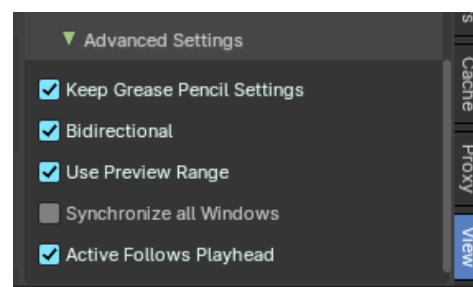 Advanced Settings
Keep Grease Pencil Settings
Bidirectional
Use Preview Range
Synchronize all Windows
Active Follows Playhead
Cache
Proxy
View